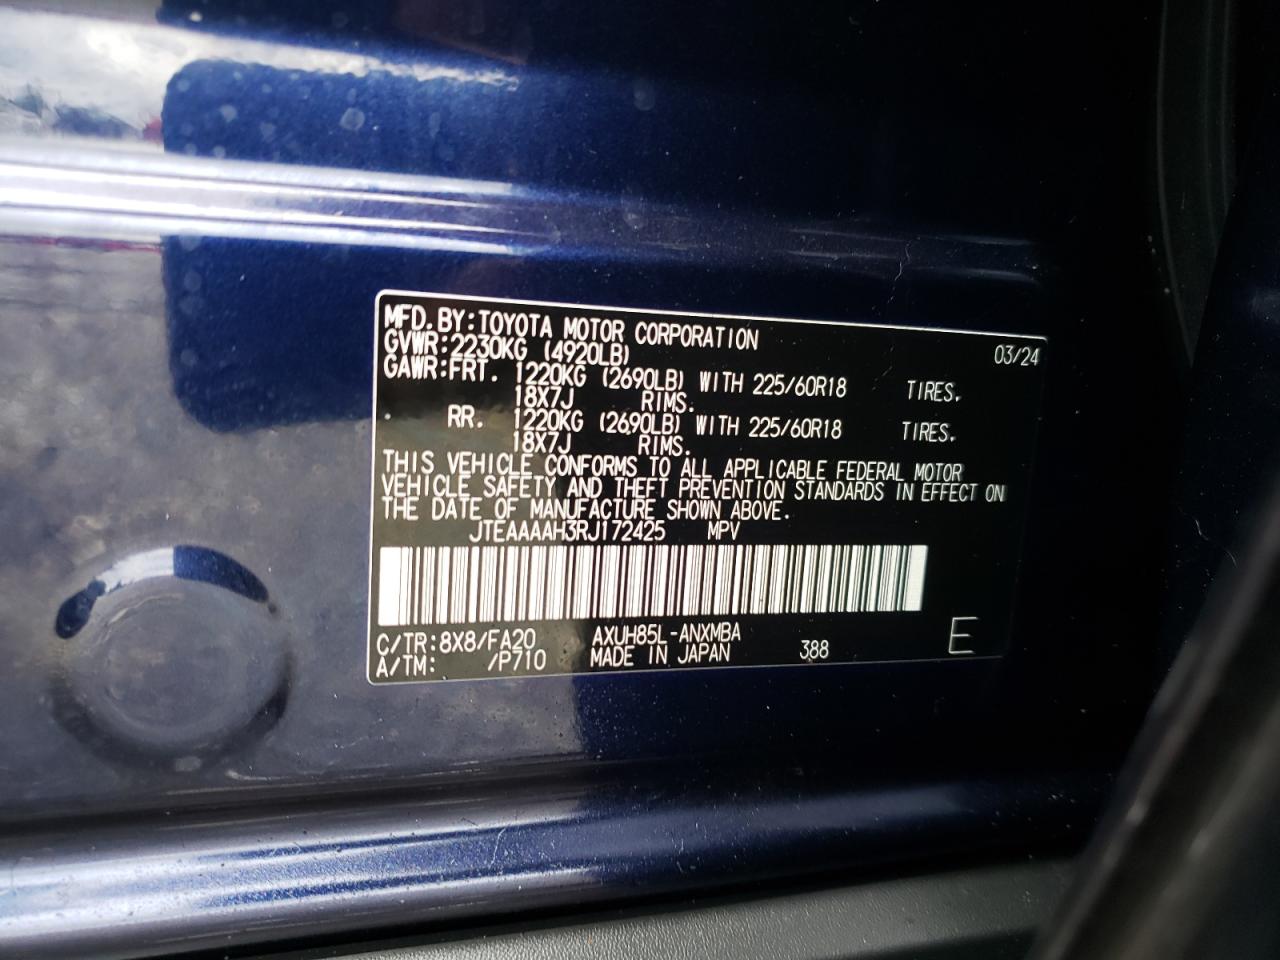 MFD.BY:TOYOTA MOTOR CORPORATION 03/24
GVWR:2230KG (4920LB)
GAWR:FRT. 1220KG (2690LB) WITH 225/60R18 TIRES.
18X7J RIMS.
RR. 1220KG (2690LB) WITH 225/60R18 TIRES.
18X7J RIMS.
THIS VEHICLE CONFORMS TO ALL APPLICABLE FEDERAL MOTOR
VEHICLE SAFETY AND THEFT PREVENTION STANDARDS IN EFFECT ON
THE DATE OF MANUFACTURE SHOWN ABOVE.
JTEAAAAH3RJ172425 MPV
C/TR:8X8/FA20 AXUH85L-ANXMBA 388 E
A/TM: /P710 MADE IN JAPAN